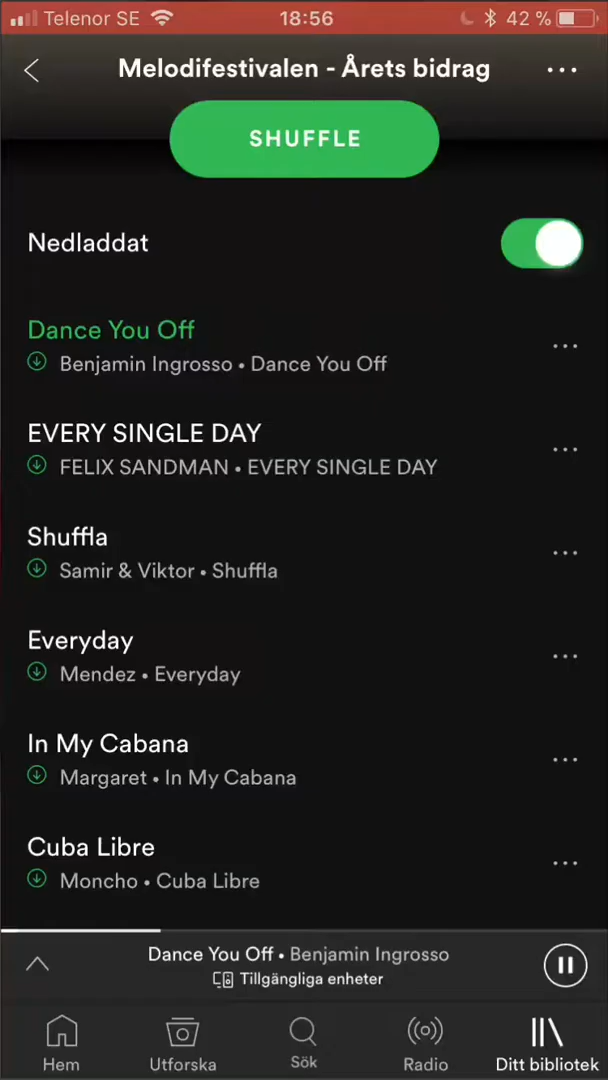 Telenor SE 18:56 42 %
Melodifestivalen - Årets bidrag
SHUFFLE
Nedladdat
Dance You Off
Benjamin Ingrosso • Dance You Off
EVERY SINGLE DAY
FELIX SANDMAN • EVERY SINGLE DAY
Shuffla
Samir & Viktor • Shuffla
Everyday
Mendez • Everyday
In My Cabana
Margaret • In My Cabana
Cuba Libre
Moncho • Cuba Libre
Dance You Off • Benjamin Ingrosso
Tillgängliga enheter
Hem Utforska Sök Radio Ditt bibliotek